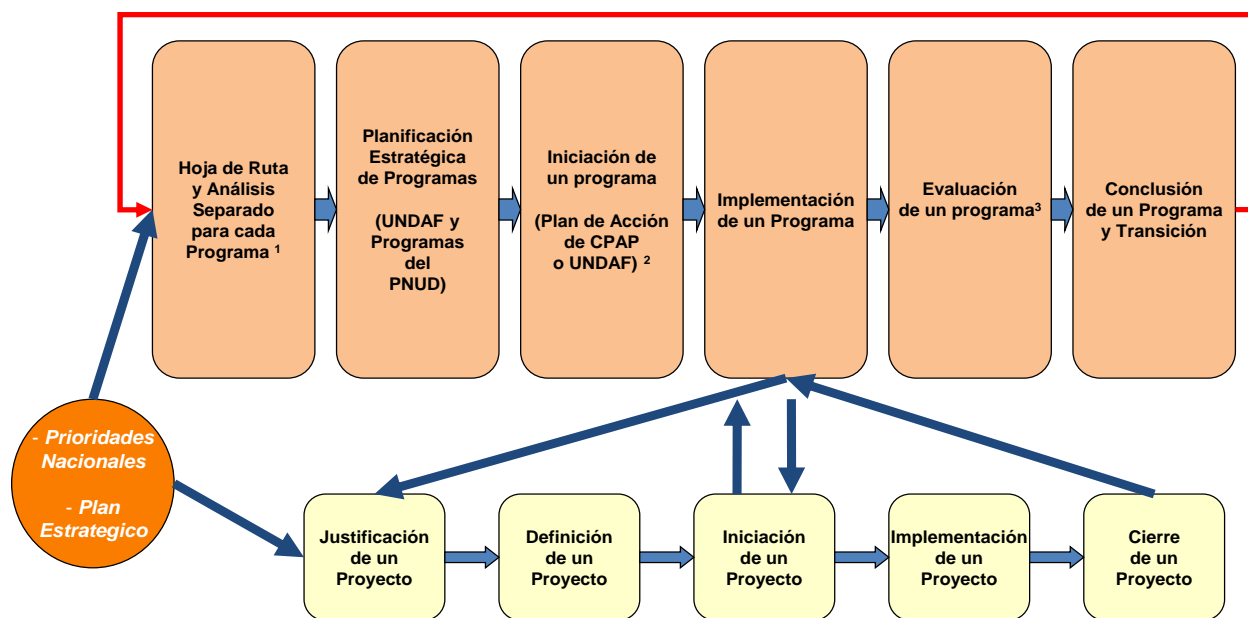 Hoja de Ruta
y Análisis
Separado
para cada
Programa ¹
Planificación
Estratégica
de Programas
(UNDAF y
Programas
del
PNUD)
Iniciación de
un programa
(Plan de Acción
de CPAP
o UNDAF) ²
Implementación
de un Programa
Evaluación
de un programa³
Conclusión
de un Programa
y Transición
- Prioridades
Nacionales
- Plan
Estrategico
Justificación
de un
Proyecto
Definición
de un
Proyecto
Iniciación
de un
Proyecto
Implementación
de un
Proyecto
Cierre
de un
Proyecto